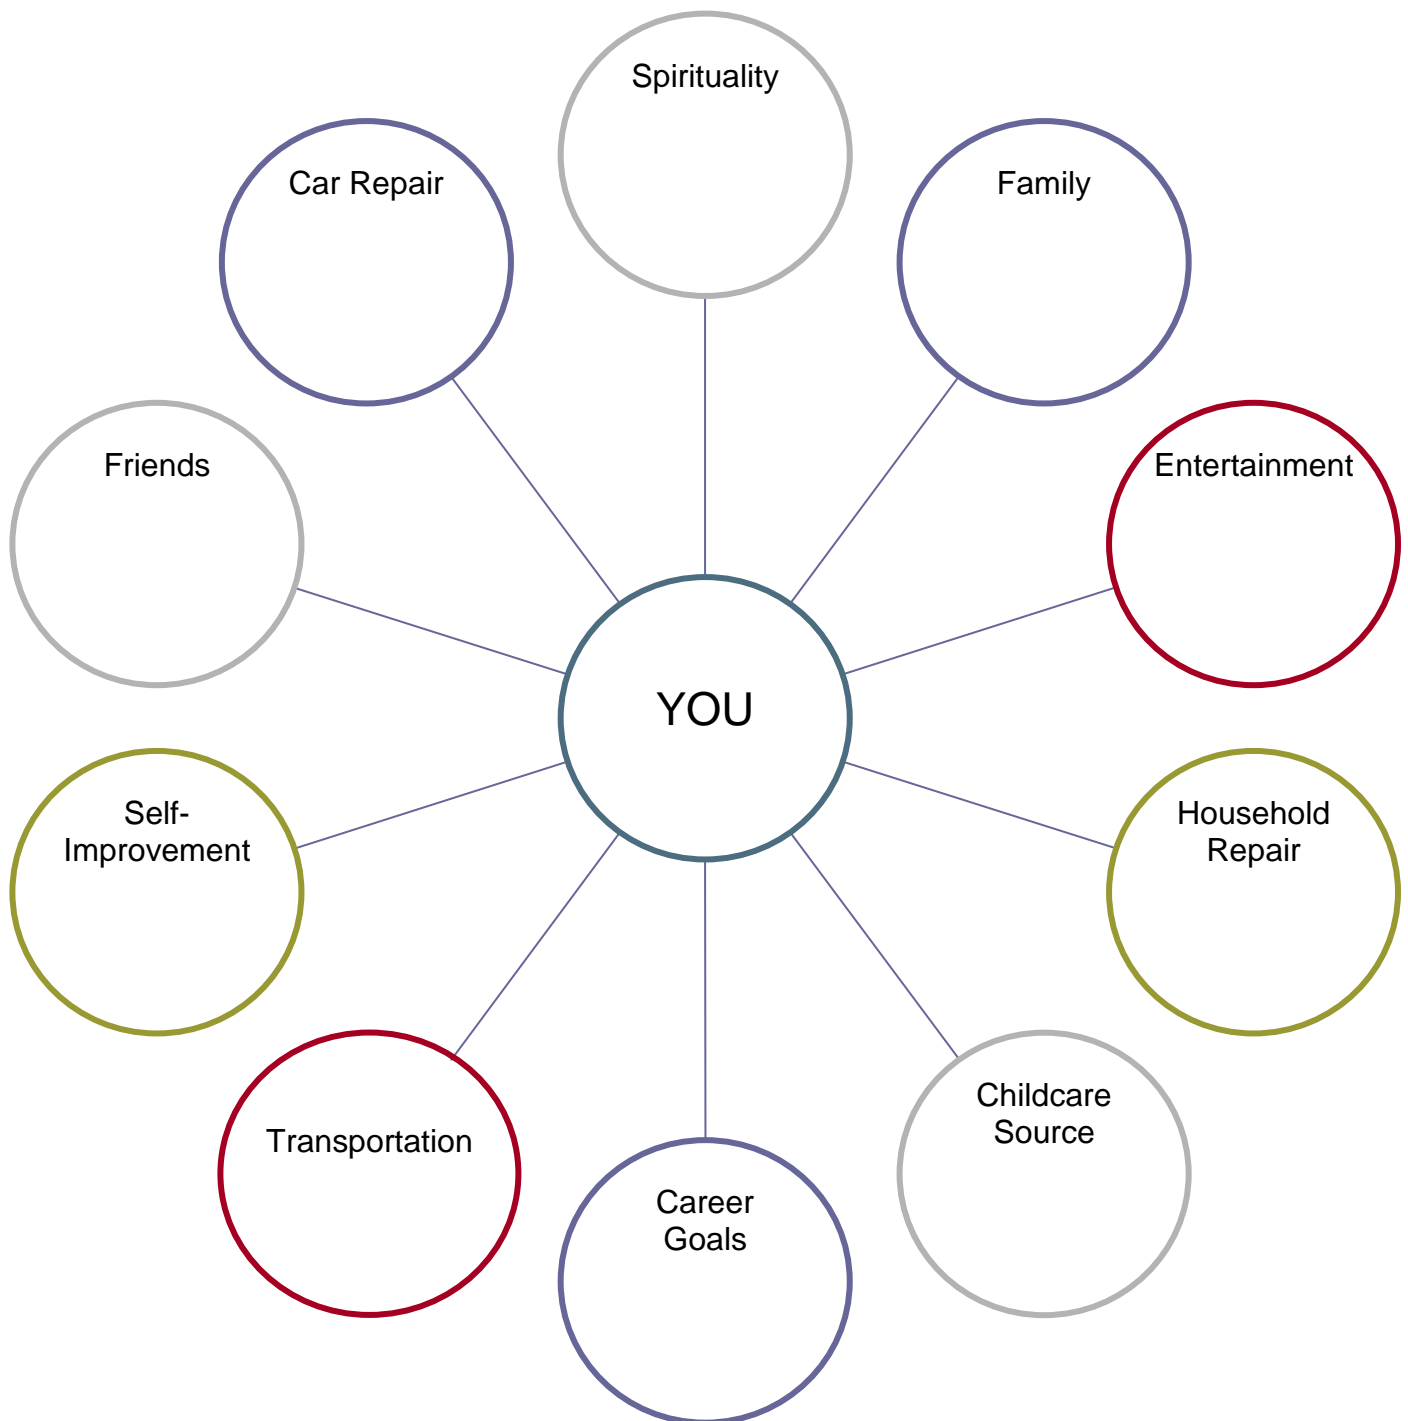 Spirituality
Car Repair
Family
Friends
Entertainment
YOU
Self-
Improvement
Household
Repair
Childcare
Source
Transportation
Career
Goals